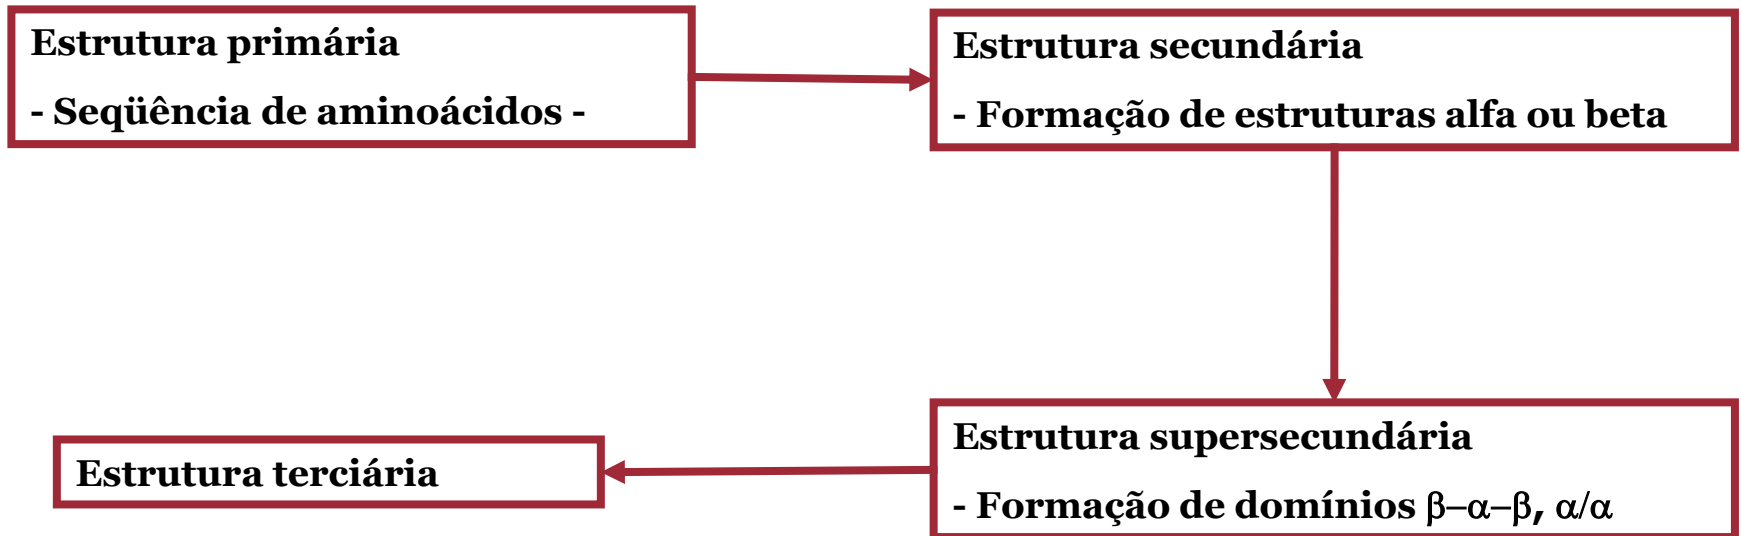 Estrutura primária
- Seqüência de aminoácidos -
Estrutura secundária
- Formação de estruturas alfa ou beta
Estrutura supersecundária
- Formação de domínios β–α–β, α/α
Estrutura terciária